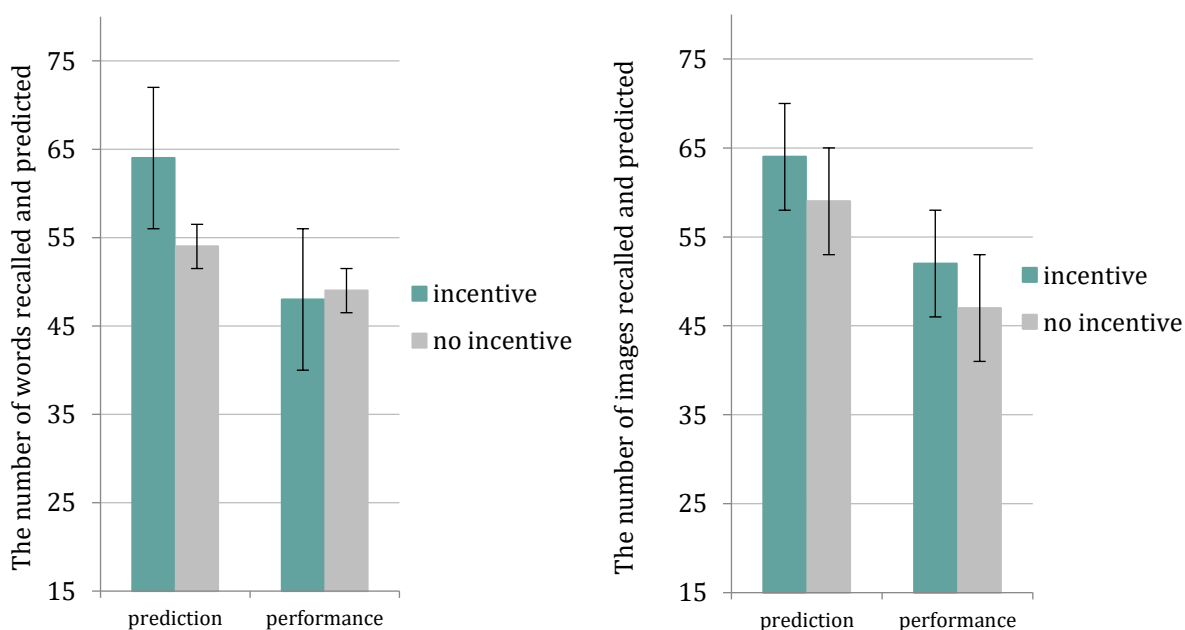 The number of words recalled and predicted
75
65
55
45
35
25
15
prediction
performance
incentive
no incentive
The number of images recalled and predicted
75
65
55
45
35
25
15
prediction
performance
incentive
no incentive